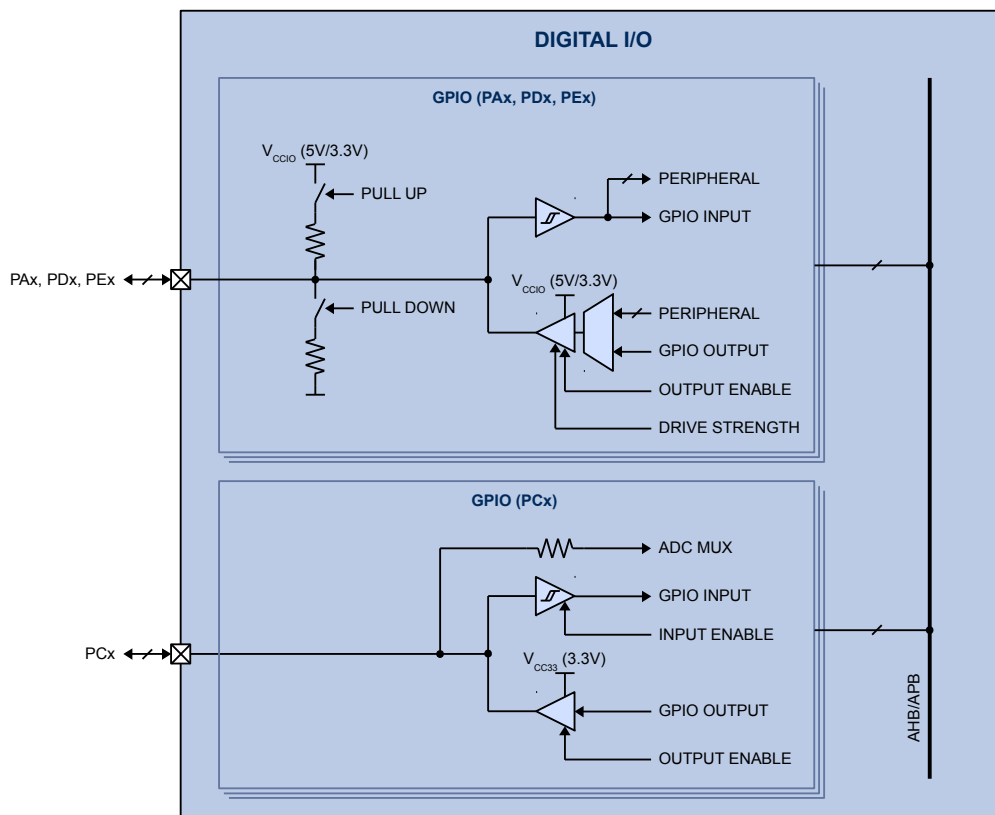 DIGITAL I/O
GPIO (PAx, PDx, PEx)
VCCIO (5V/3.3V)
PULL UP
PERIPHERAL
GPIO INPUT
PAx, PDx, PEx
VCCIO (5V/3.3V)
PULL DOWN
PERIPHERAL
GPIO OUTPUT
OUTPUT ENABLE
DRIVE STRENGTH
GPIO (PCx)
ADC MUX
GPIO INPUT
INPUT ENABLE
PCx
VCC33 (3.3V)
GPIO OUTPUT
OUTPUT ENABLE
AHB/APB